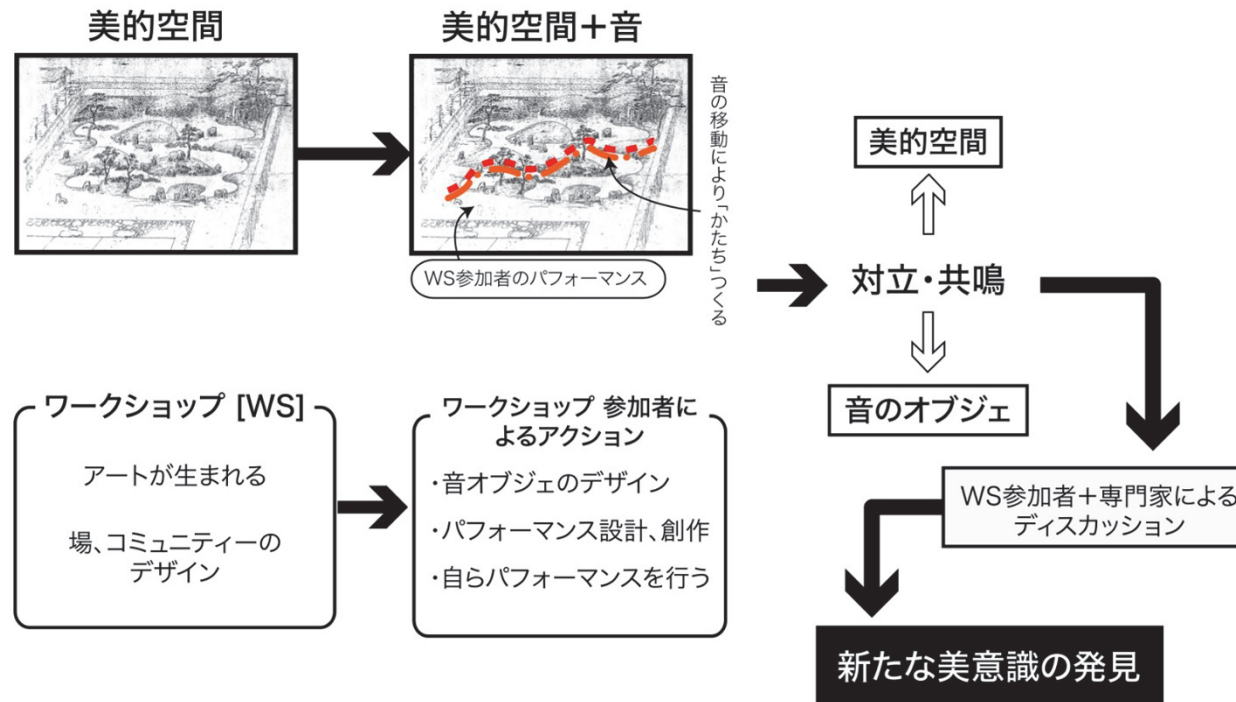 美的空間
美的空間＋音
音の移動により「かたち」つくる
WS参加者のパフォーマンス
美的空間
対立・共鳴
音のオブジェ
ワークショップ [WS]
アートが生まれる
場、コミュニティーの
デザイン
ワークショップ 参加者に
よるアクション
・音オブジェのデザイン
・パフォーマンス設計、創作
・自らパフォーマンスを行う
WS参加者＋専門家による
ディスカッション
新たな美意識の発見